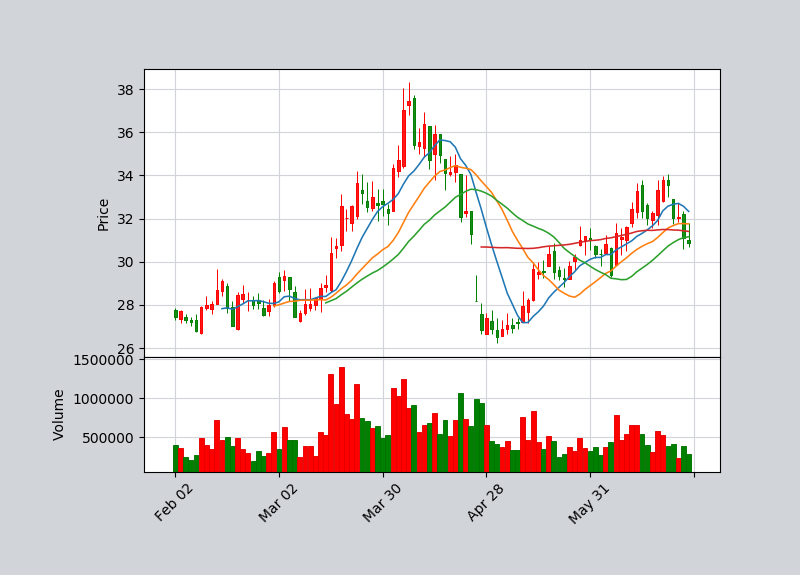 38
36
34
32
30
28
26
Price
1500000
1000000
500000
Volume
Feb 02
Mar 02
Mar 30
Apr 28
May 31